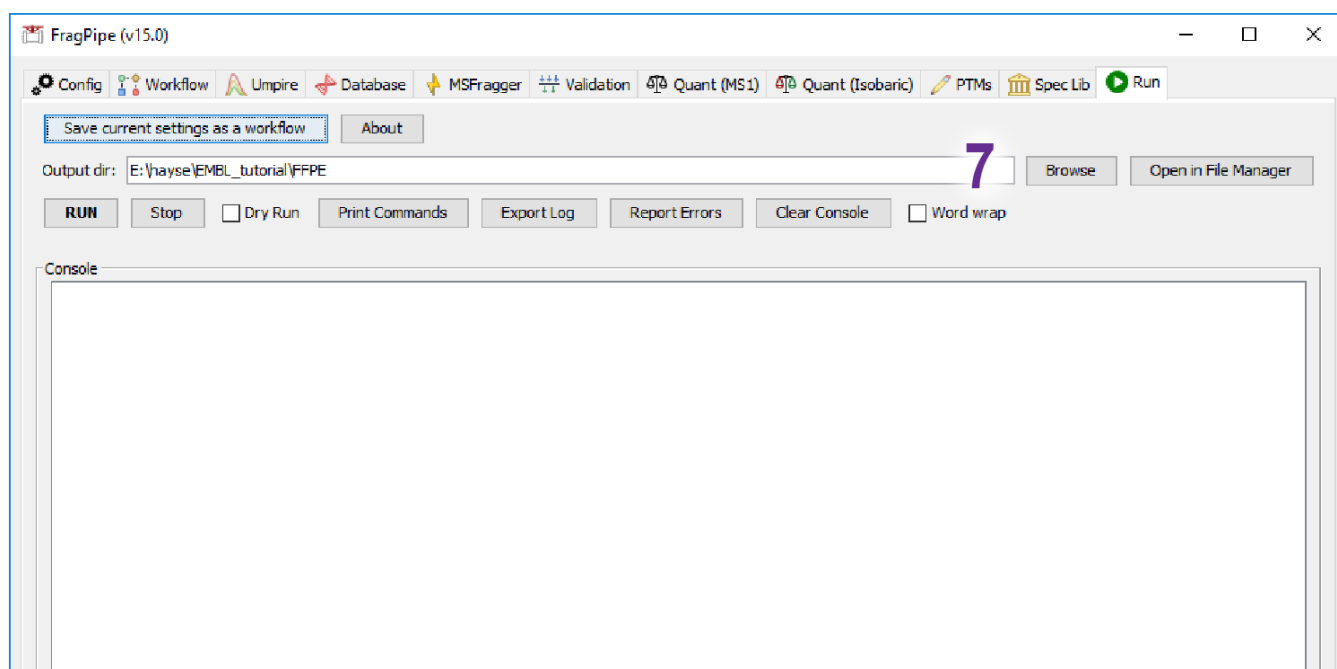 FragPipe (v15.0)
Config Workflow Umpire Database MSFragger Validation Quant (MS1) Quant (Isobaric) PTMs Spec Lib Run
Save current settings as a workflow About
7
Output dir: E:\hayse\EMBL_tutorial\FFPE Browse Open in File Manager
RUN Stop Dry Run Print Commands Export Log Report Errors Clear Console Word wrap
Console